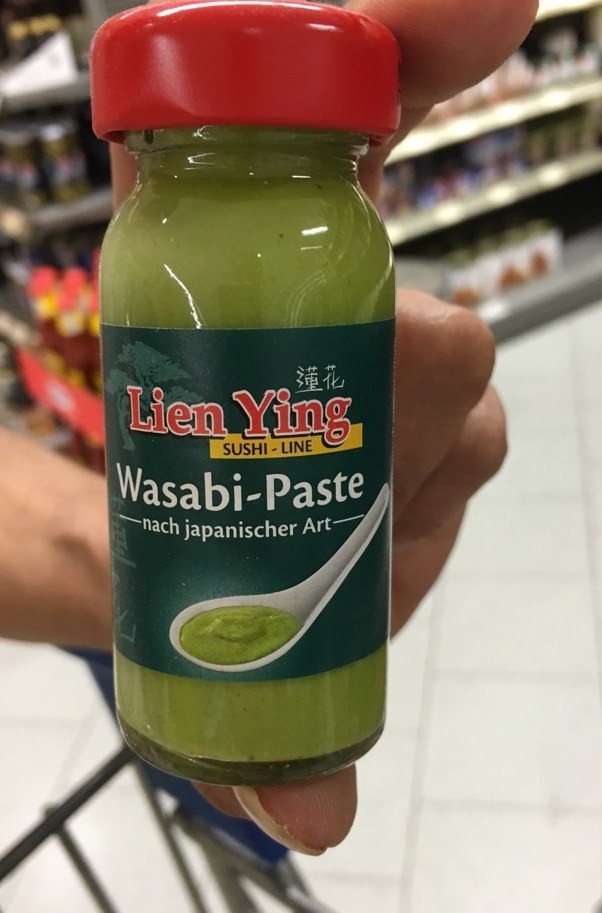 蓮花
Lien Ying
SUSHI - LINE
Wasabi-Paste
nach japanischer Art